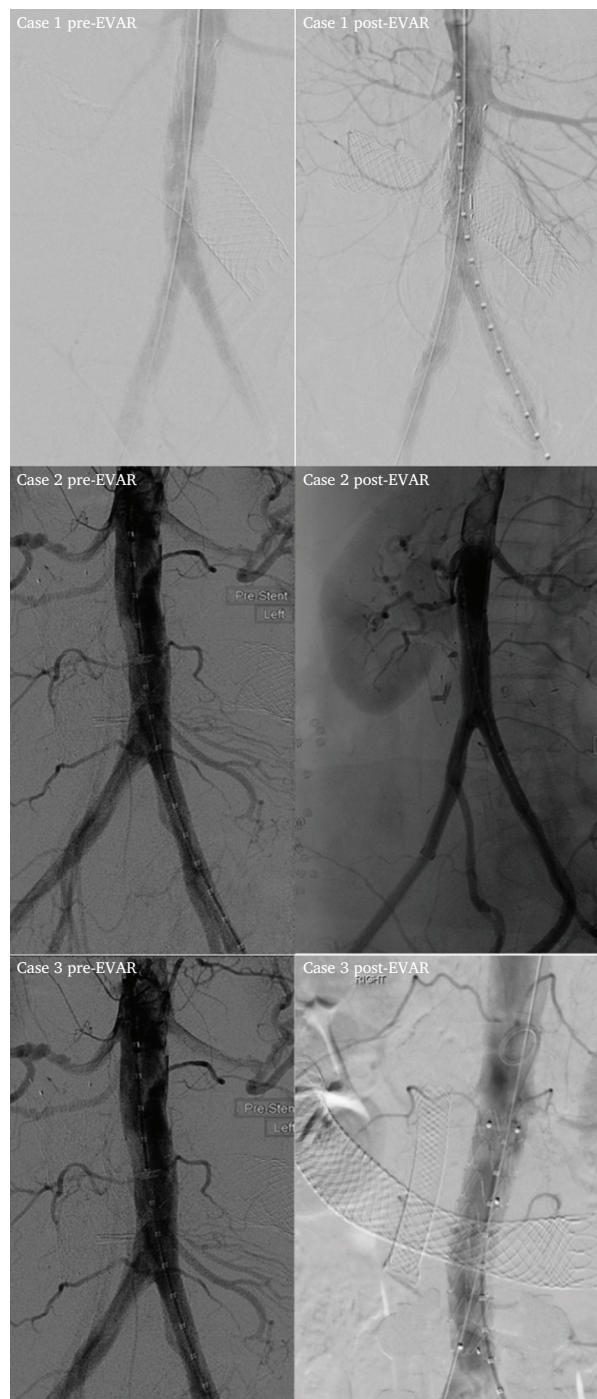 Case 1 pre-EVAR
Case 1 post-EVAR
Case 2 pre-EVAR
Case 2 post-EVAR
Pre Stent
Left
Case 3 pre-EVAR
Case 3 post-EVAR
RIGHT
Pre Sten
Left